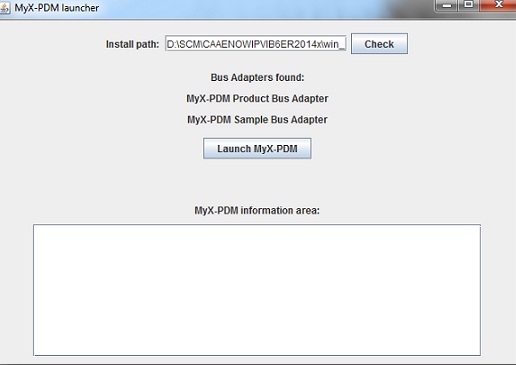 MyX-PDM launcher
Install path: D:\SCM\CAAENOWIPVIB6ER2014x\win_ Check
Bus Adapters found:
MyX-PDM Product Bus Adapter
MyX-PDM Sample Bus Adapter
Launch MyX-PDM
MyX-PDM information area: